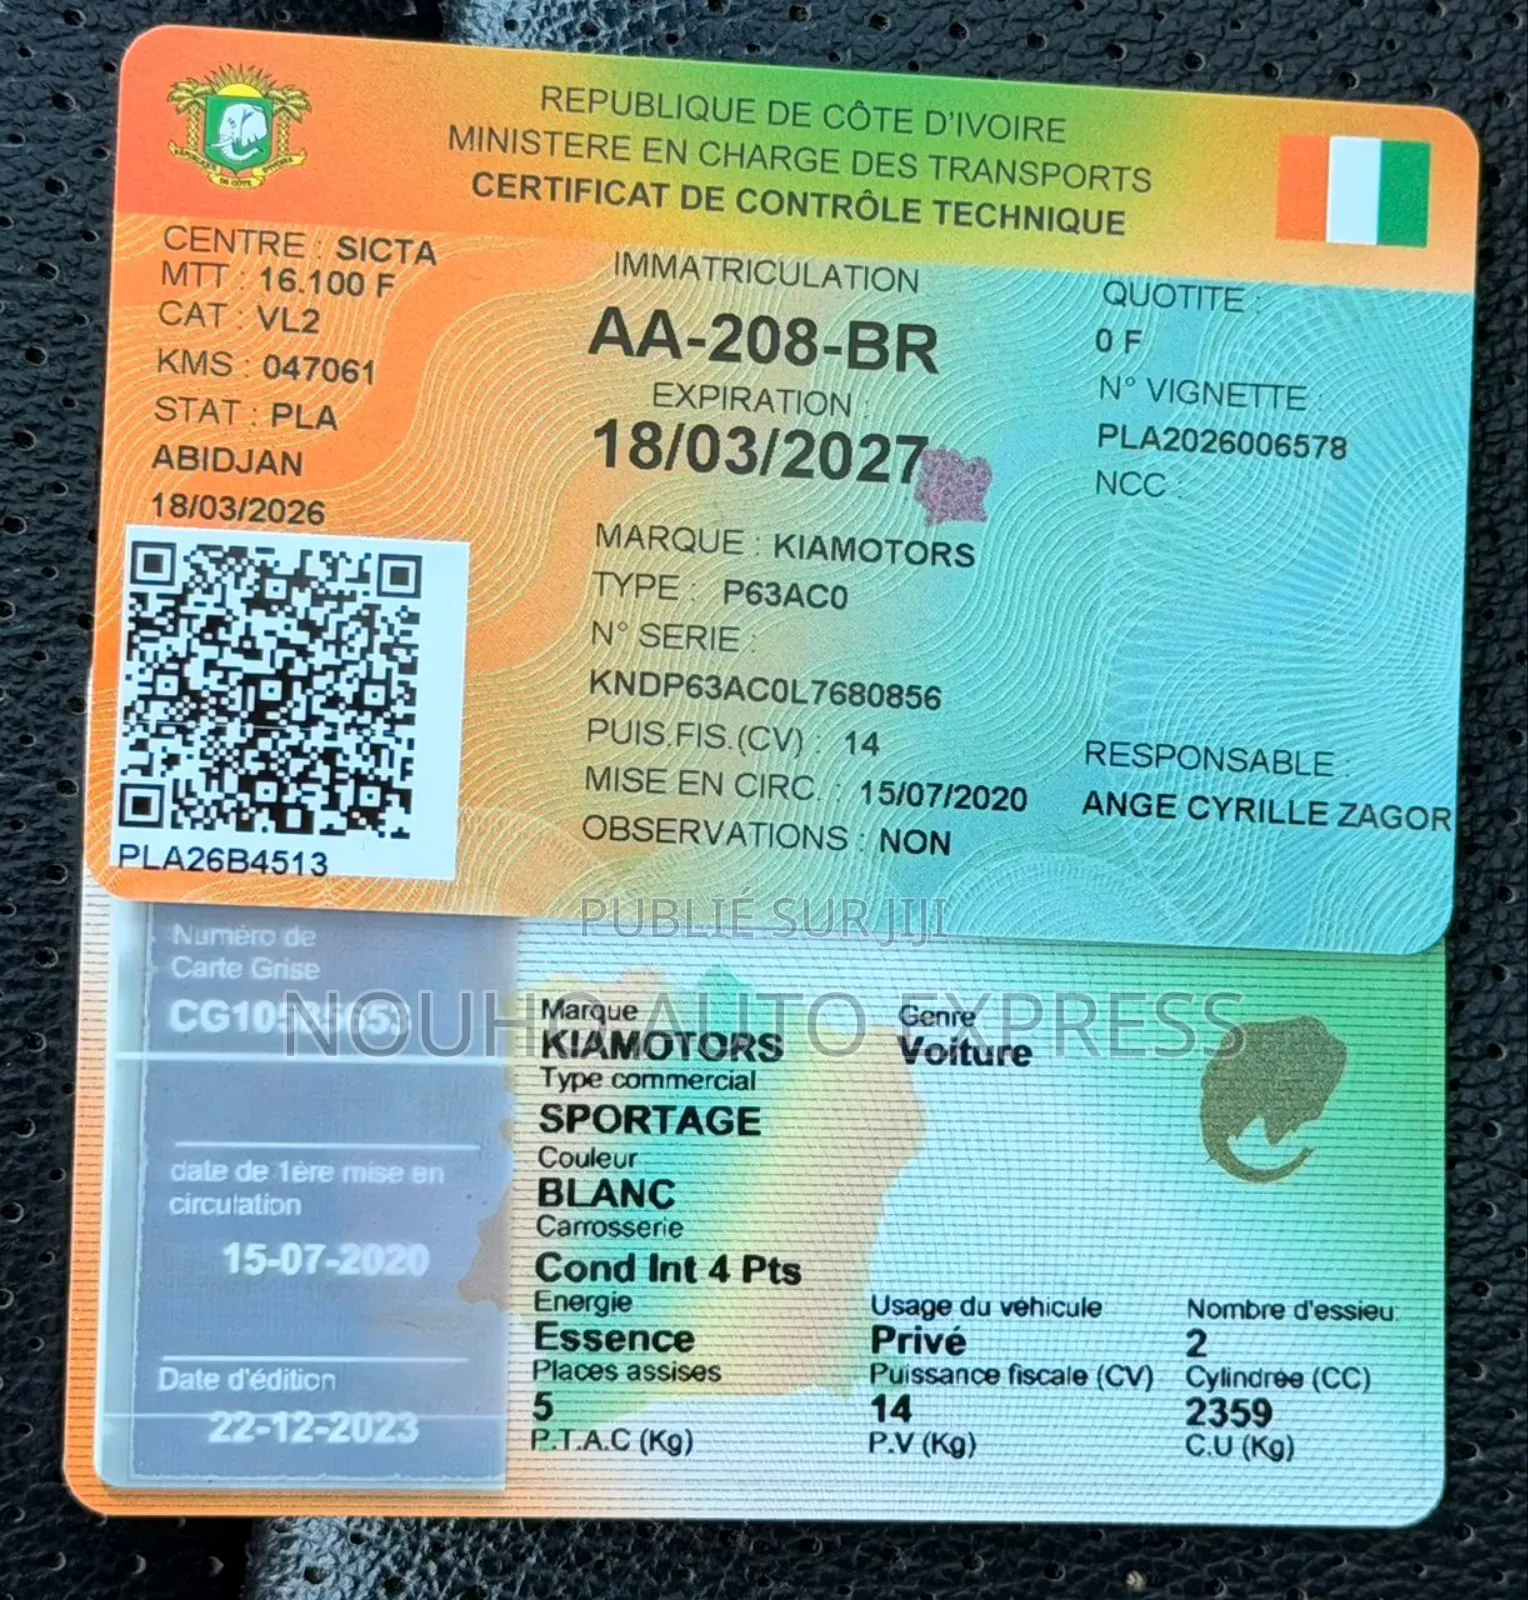 REPUBLIQUE DE CÔTE D'IVOIRE
MINISTERE EN CHARGE DES TRANSPORTS
CERTIFICAT DE CONTRÔLE TECHNIQUE
CENTRE : SICTA
MTT : 16.100 F
CAT : VL2
KMS : 047061
STAT : PLA
ABIDJAN
18/03/2026
PLA26B4513
IMMATRICULATION
AA-208-BR
EXPIRATION :
18/03/2027
MARQUE : KIAMOTORS
TYPE : P63AC0
N° SERIE :
KNDP63AC0L7680856
PUIS.FIS.(CV) : 14
MISE EN CIRC. : 15/07/2020
OBSERVATIONS : NON
QUOTITE :
0 F
N° VIGNETTE :
PLA2026006578
NCC :
RESPONSABLE :
ANGE CYRILLE ZAGOR
PUBLIÉ SUR JIJI
NOUHO AUTO EXPRESS
Numéro de
Carte Grise
date de 1ère mise en
circulation
15-07-2020
Date d'édition
22-12-2023
Marque
KIAMOTORS
Genre
Voiture
Type commercial
SPORTAGE
Couleur
BLANC
Carrosserie
Cond Int 4 Pts
Energie
Essence
Usage du véhicule
Privé
Nombre d'essieu:
2
Places assises
5
Puissance fiscale (CV)
14
Cylindrée (CC)
2359
P.T.A.C (Kg)
P.V (Kg)
C.U (Kg)